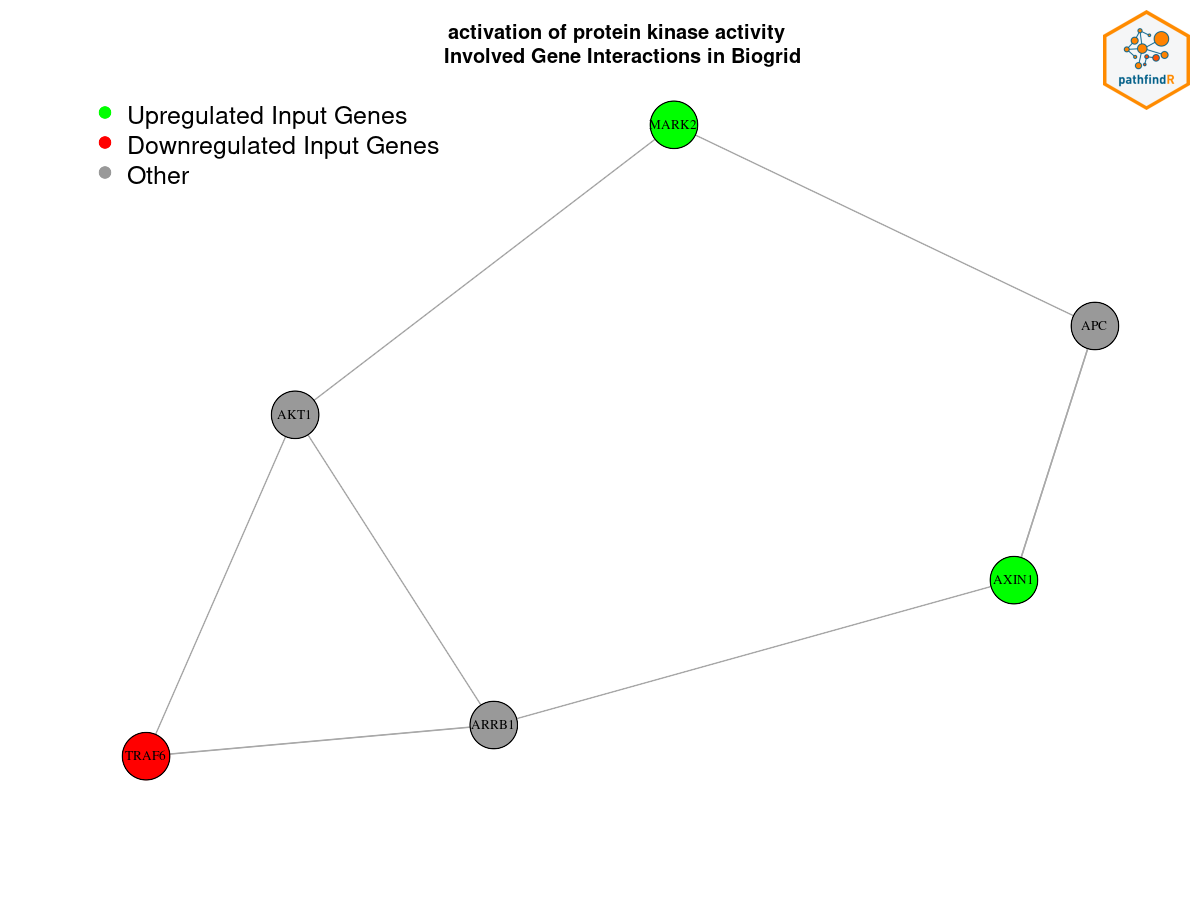 activation of protein kinase activity
Involved Gene Interactions in Biogrid
pathfindR
Upregulated Input Genes
Downregulated Input Genes
Other
MARK2
APC
AKT1
AXIN1
ARRB1
TRAF6